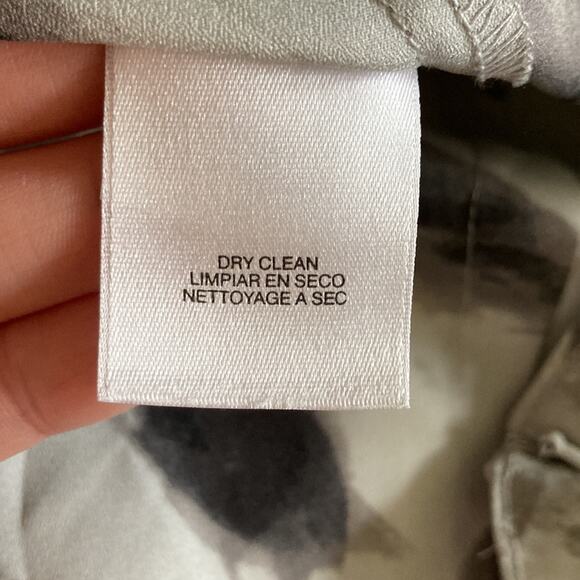 DRY CLEAN
LIMPIAR EN SECO
NETTOYAGE A SEC